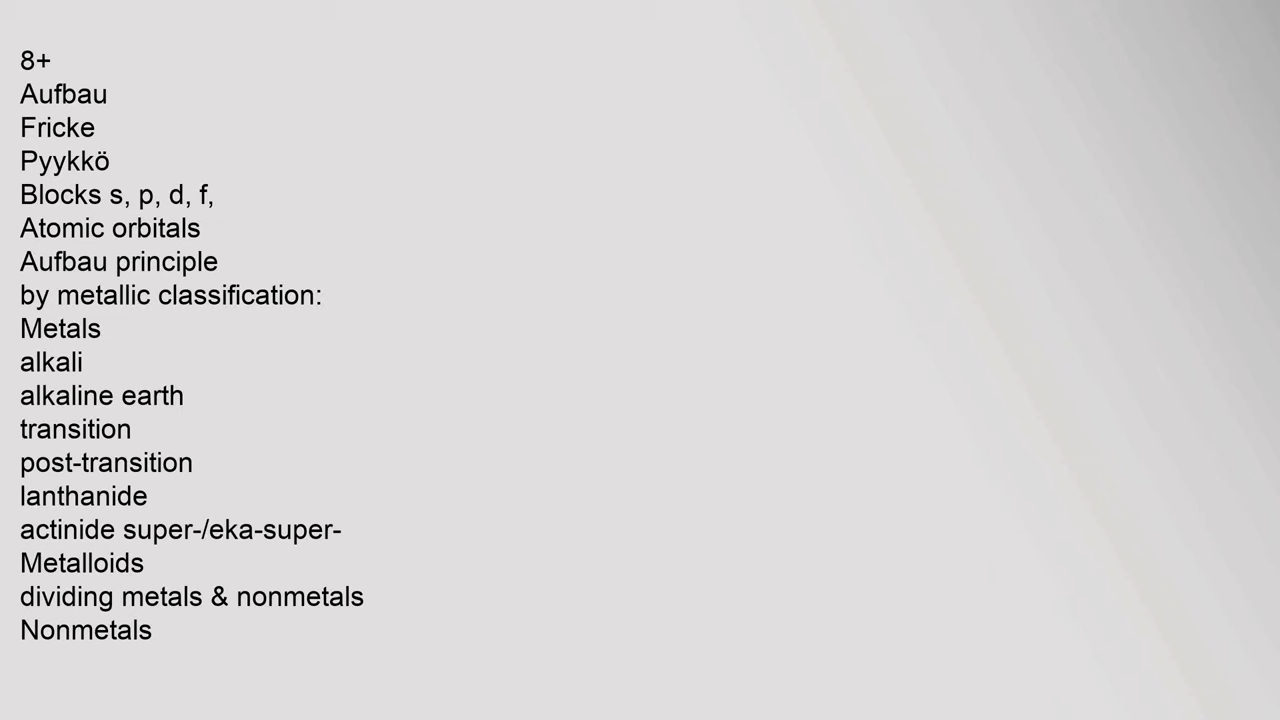 8+
Aufbau
Fricke
Pyykkö
Blocks s, p, d, f,
Atomic orbitals
Aufbau principle
by metallic classification:
Metals
alkali
alkaline earth
transition
post-transition
lanthanide
actinide super-/eka-super-
Metalloids
dividing metals & nonmetals
Nonmetals